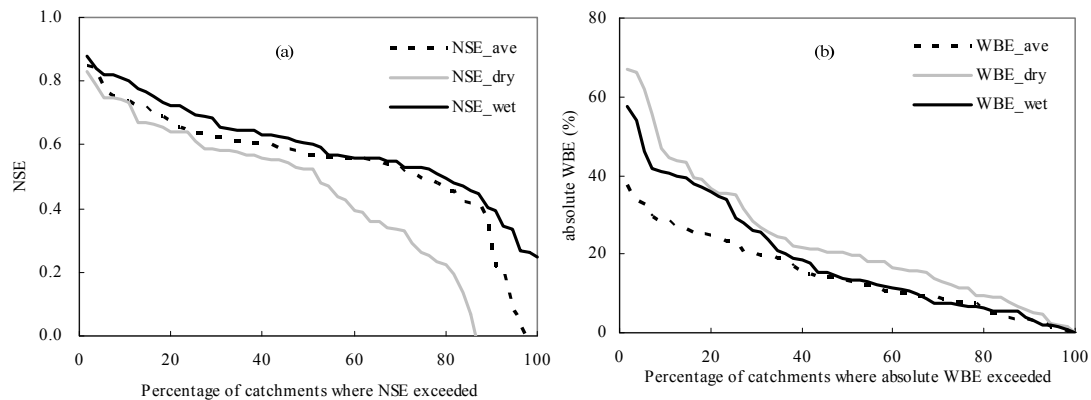 1.0
0.8
0.6
0.4
0.2
0.0
NSE
(a)
NSE_ave
NSE_dry
NSE_wet
0 20 40 60 80 100
Percentage of catchments where NSE exceeded
80
60
40
20
0
absolute WBE (%)
(b)
WBE_ave
WBE_dry
WBE_wet
0 20 40 60 80 100
Percentage of catchments where absolute WBE exceeded